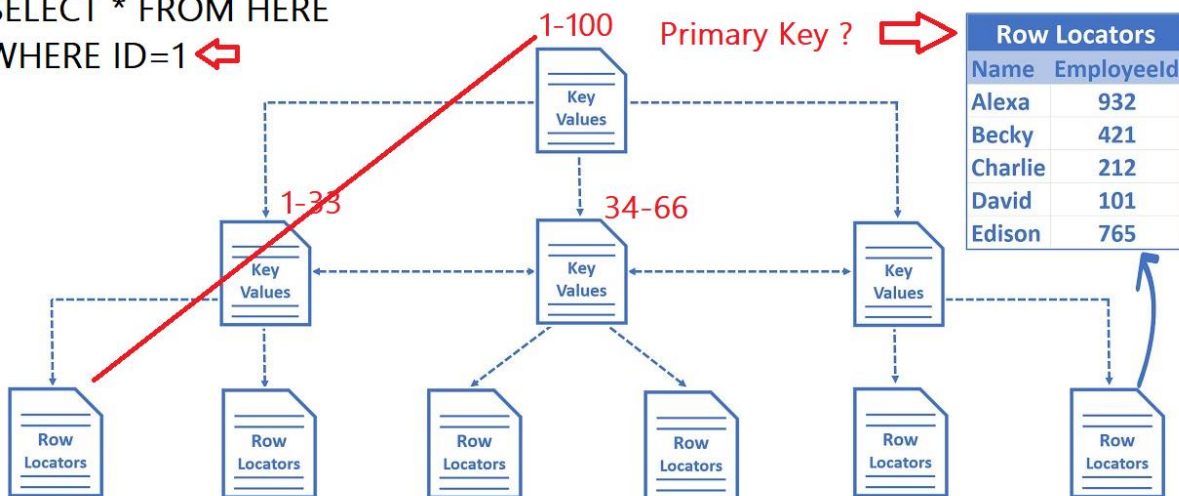 SELECT * FROM HERE
WHERE ID=1
1-100
Primary Key ?
Row Locators
Name EmployeeId
Alexa 932
Becky 421
Charlie 212
David 101
Edison 765
Key
Values
1-33
34-66
Key
Values
Key
Values
Key
Values
Row
Locators
Row
Locators
Row
Locators
Row
Locators
Row
Locators
Row
Locators